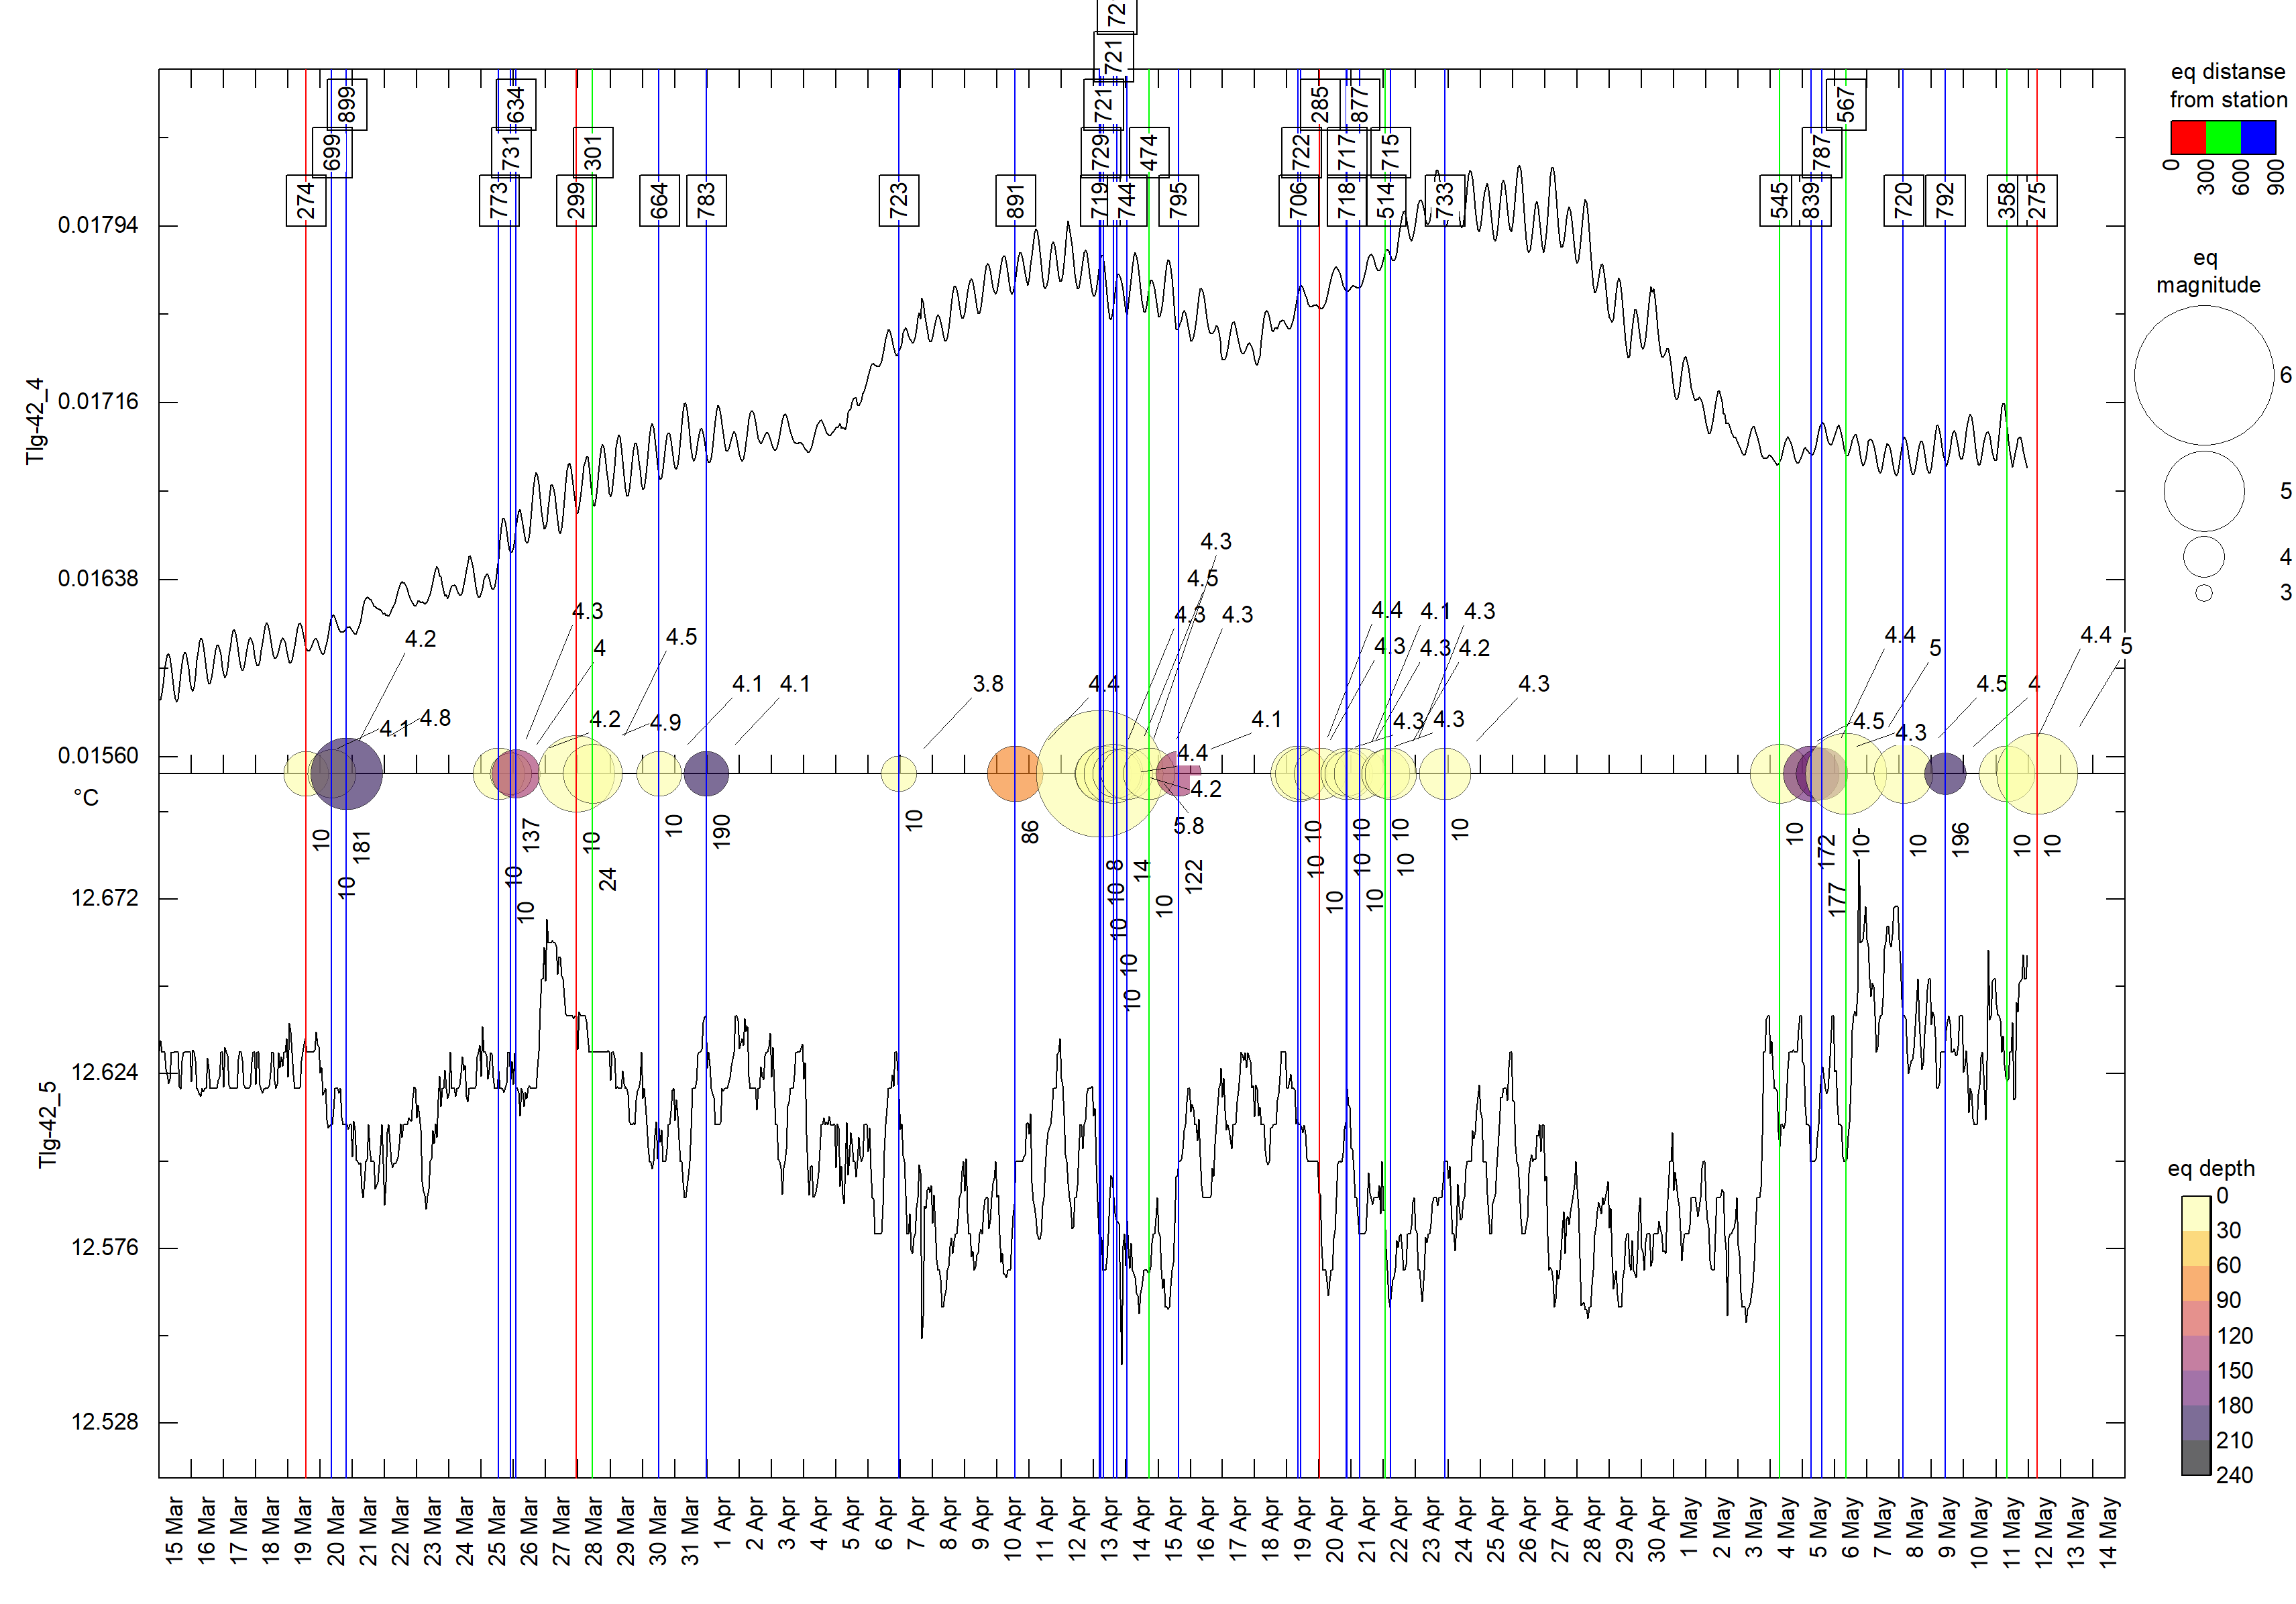 72
721
899
634
721
285
877
567
699
731
301
729
474
722
717
715
787
274
773
299
664
783
723
891
719
744
795
706
718
514
733
545
839
720
792
358
275
eq distanse
from station
0
300
600
900
eq
magnitude
6
5
4
3
Tlg-42_4
0.01794
0.01716
0.01638
0.01560
°C
4.3
4.5
4.3
4.3
4.3
4.4
4.1
4.3
4.2
4.5
4
4.3
4.3
4.2
4.4
5
4.4
5
4.1
4.1
3.8
4.4
4.3
4.5
4
4.1
4.8
4.2
4.9
4.1
4.3
4.3
4.5
4.3
4.4
4.2
5.8
10
10
181
10
137
10
10
24
10
190
10
86
8
10
10
10
10
14
10
122
10
10
10
10
10
10
10
10
10
10
172
177
10
10
196
10
10
Tlg-42_5
12.672
12.624
12.576
12.528
eq depth
0
30
60
90
120
150
180
210
240
15 Mar
16 Mar
17 Mar
18 Mar
19 Mar
20 Mar
21 Mar
22 Mar
23 Mar
24 Mar
25 Mar
26 Mar
27 Mar
28 Mar
29 Mar
30 Mar
31 Mar
1 Apr
2 Apr
3 Apr
4 Apr
5 Apr
6 Apr
7 Apr
8 Apr
9 Apr
10 Apr
11 Apr
12 Apr
13 Apr
14 Apr
15 Apr
16 Apr
17 Apr
18 Apr
19 Apr
20 Apr
21 Apr
22 Apr
23 Apr
24 Apr
25 Apr
26 Apr
27 Apr
28 Apr
29 Apr
30 Apr
1 May
2 May
3 May
4 May
5 May
6 May
7 May
8 May
9 May
10 May
11 May
12 May
13 May
14 May